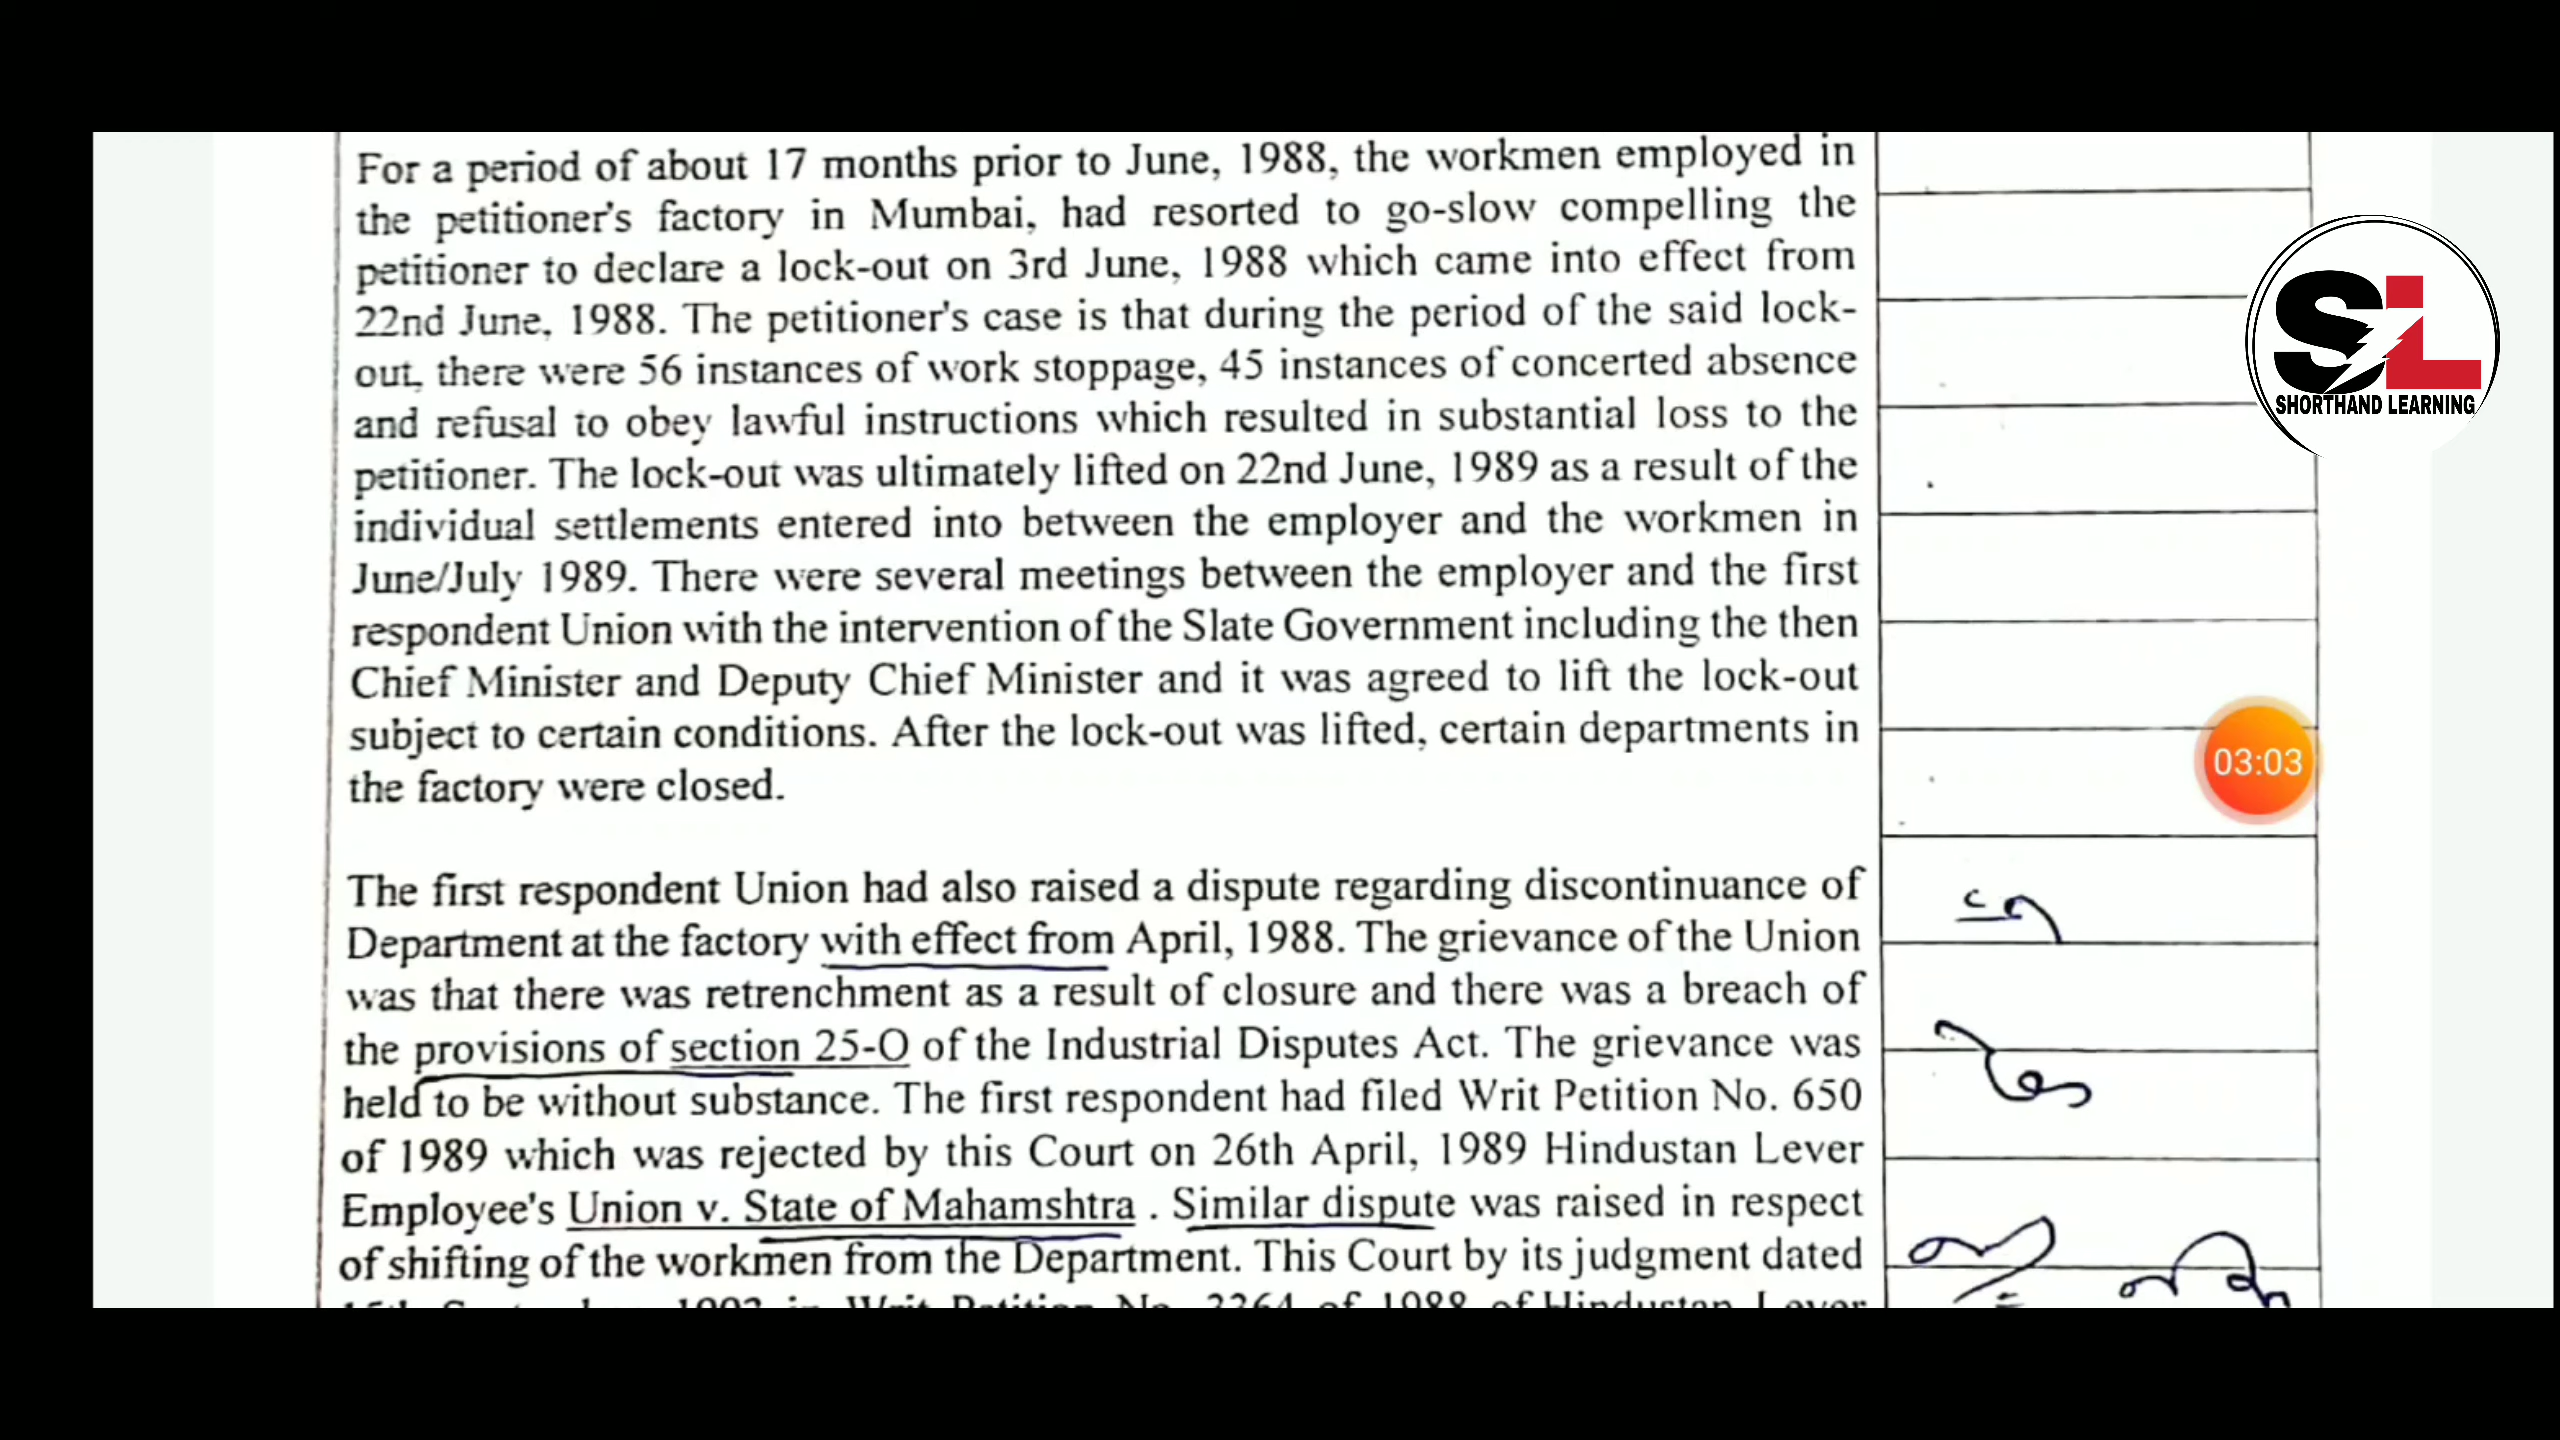 For a period of about 17 months prior to June, 1988, the workmen employed in
the petitioner's factory in Mumbai, had resorted to go-slow compelling the
petitioner to declare a lock-out on 3rd June, 1988 which came into effect from
22nd June, 1988. The petitioner's case is that during the period of the said lock-
out, there were 56 instances of work stoppage, 45 instances of concerted absence
and refusal to obey lawful instructions which resulted in substantial loss to the
petitioner. The lock-out was ultimately lifted on 22nd June, 1989 as a result of the
individual settlements entered into between the employer and the workmen in
June/July 1989. There were several meetings between the employer and the first
respondent Union with the intervention of the Slate Government including the then
Chief Minister and Deputy Chief Minister and it was agreed to lift the lock-out
subject to certain conditions. After the lock-out was lifted, certain departments in
the factory were closed.
The first respondent Union had also raised a dispute regarding discontinuance of
Department at the factory with effect from April, 1988. The grievance of the Union
was that there was retrenchment as a result of closure and there was a breach of
the provisions of section 25-O of the Industrial Disputes Act. The grievance was
held to be without substance. The first respondent had filed Writ Petition No. 650
of 1989 which was rejected by this Court on 26th April, 1989 Hindustan Lever
Employee's Union v. State of Mahamshtra . Similar dispute was raised in respect
of shifting of the workmen from the Department. This Court by its judgment dated
Writ Petition No. 3364 of 1988 of Hindustan Lever
SL
SHORTHAND LEARNING
03:03